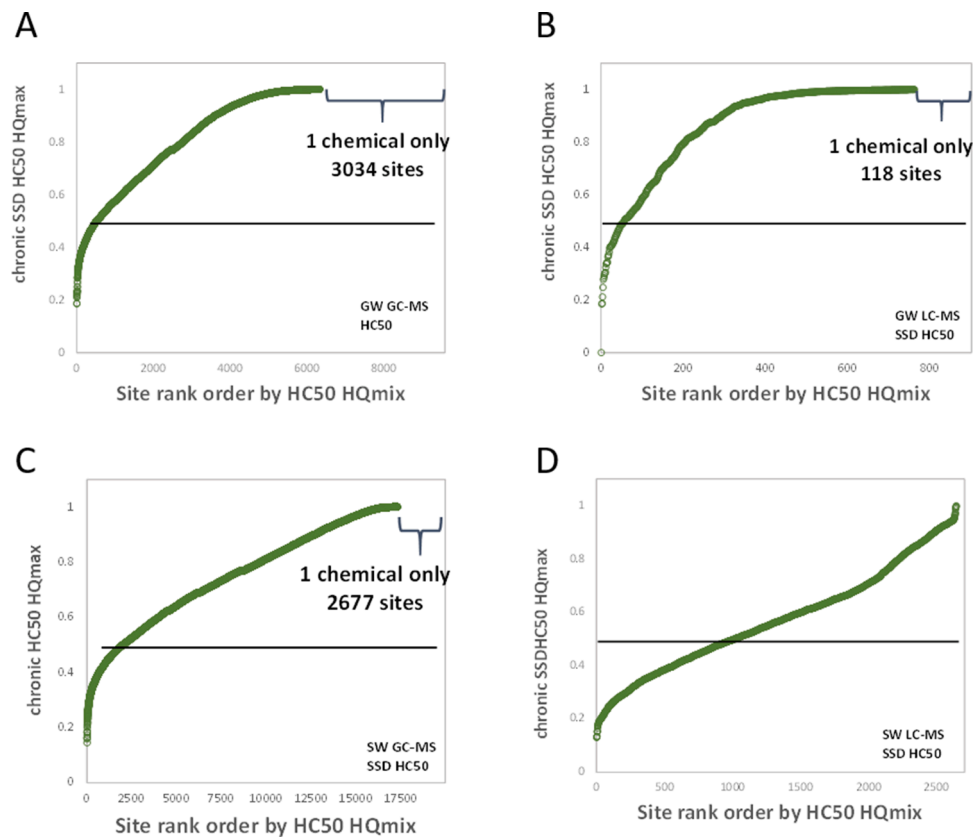 A
chronic SSD HC50 HQmax
1
0.8
0.6
0.4
0.2
0
1 chemical only
3034 sites
GW GC-MS
HC50
0 2000 4000 6000 8000
Site rank order by HC50 HQmix
B
chronic SSD HC50 HQmax
1
0.8
0.6
0.4
0.2
0
1 chemical only
118 sites
GW LC-MS
SSD HC50
0 200 400 600 800
Site rank order by HC50 HQmix
C
chronic HC50 HQmax
1
0.8
0.6
0.4
0.2
0
1 chemical only
2677 sites
SW GC-MS
SSD HC50
0 2500 5000 7500 10000 12500 15000 17500
Site rank order by HC50 HQmix
D
chronic SSDHC50 HQmax
1
0.8
0.6
0.4
0.2
0
SW LC-MS
SSD HC50
0 500 1000 1500 2000 2500
Site rank order by HC50 HQmix